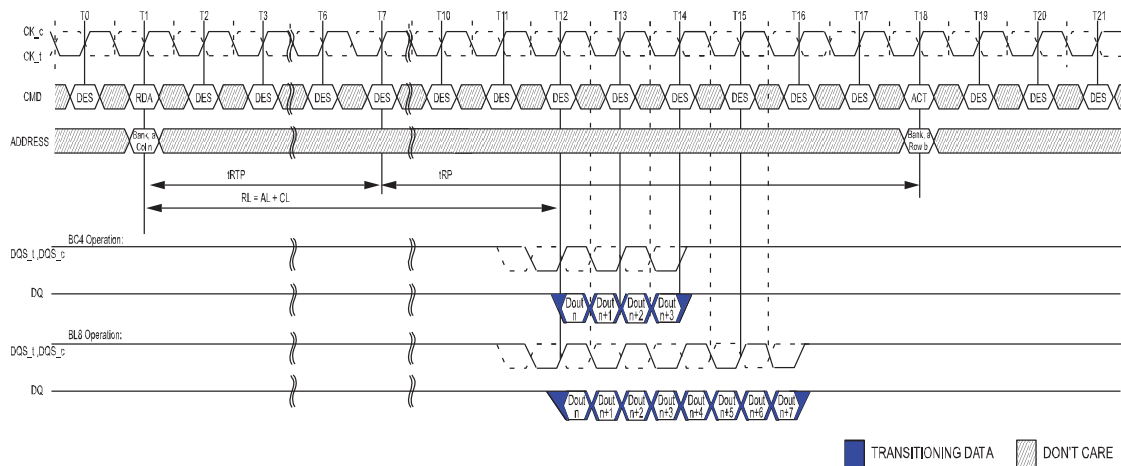 T0 T1 T2 T3 T6 T7 T10 T11 T12 T13 T14 T15 T16 T17 T18 T19 T20 T21
CK_c
CK_t
CMD DES RDA DES DES DES DES DES DES DES DES DES DES DES DES ACT DES DES DES
ADDRESS Bank, a Bank, a
Col n Row b
tRTP tRP
RL = AL + CL
BC4 Operation:
DQS_t ,DQS_c
DQ Dout Dout Dout Dout
n n+1 n+2 n+3
BL8 Operation:
DQS_t ,DQS_c
DQ Dout Dout Dout Dout Dout Dout Dout Dout
n n+1 n+2 n+3 n+4 n+5 n+6 n+7
TRANSITIONING DATA DON'T CARE